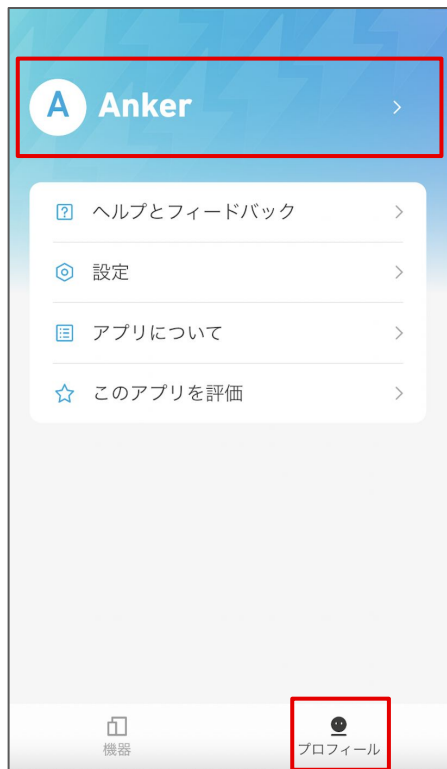 A Anker
ヘルプとフィードバック
設定
アプリについて
このアプリを評価
機器
プロフィール